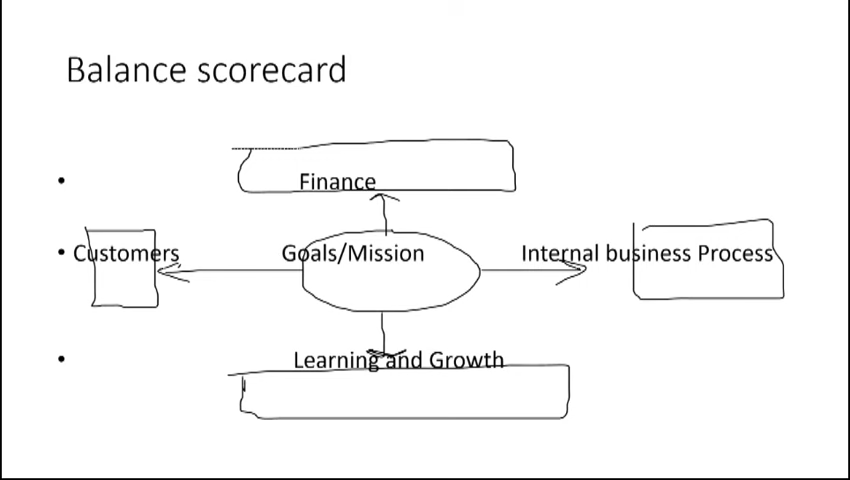 Balance scorecard
• Finance
• Customers Goals/Mission Internal business Process
• Learning and Growth